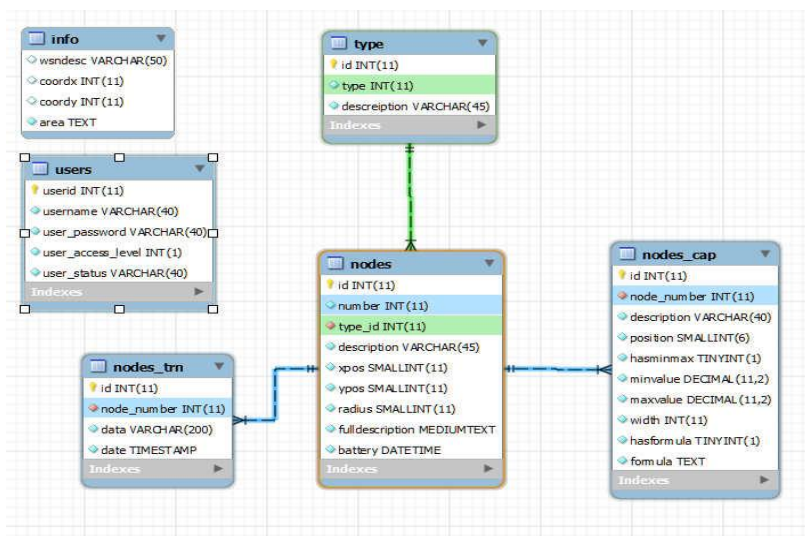 info
wsndesc VARCHAR(50)
coordx INT(11)
coordy INT(11)
area TEXT
type
id INT(11)
type INT(11)
descreiption VARCHAR(45)
Indexes
users
userid INT(11)
username VARCHAR(40)
user_password VARCHAR(40)
user_access_level INT(1)
user_status VARCHAR(40)
Indexes
nodes
id INT(11)
number INT(11)
type_id INT(11)
description VARCHAR(45)
xpos SMALLINT(11)
ypos SMALLINT(11)
radius SMALLINT(11)
fulldescription MEDIUMTEXT
battery DATETIME
Indexes
nodes_cap
id INT(11)
node_number INT(11)
description VARCHAR(40)
position SMALLINT(6)
hasminmax TINYINT(1)
minvalue DECIMAL(11,2)
maxvalue DECIMAL(11,2)
width INT(11)
hasformula TINYINT(1)
formula TEXT
Indexes
nodes_trn
id INT(11)
node_number INT(11)
data VARCHAR(200)
date TIMESTAMP
Indexes